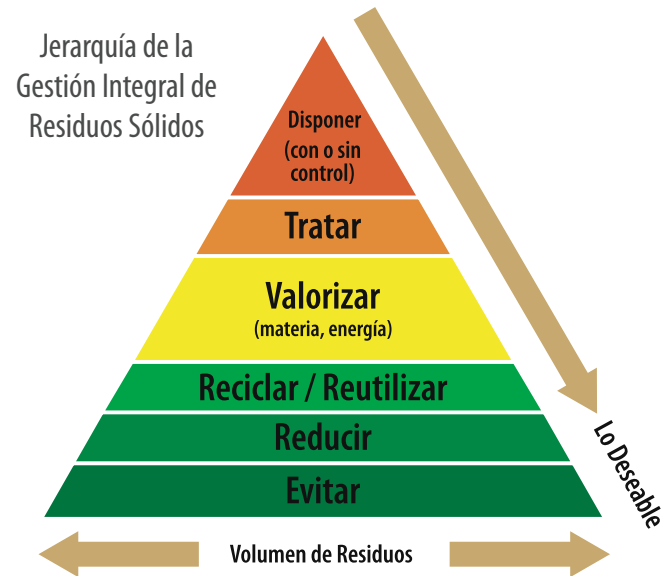 Jerarquía de la
Gestión Integral de
Residuos Sólidos
Disponer
(con o sin
control)
Tratar
Valorizar
(materia, energía)
Reciclar / Reutilizar
Reducir
Evitar
Lo Deseable
Volumen de Residuos